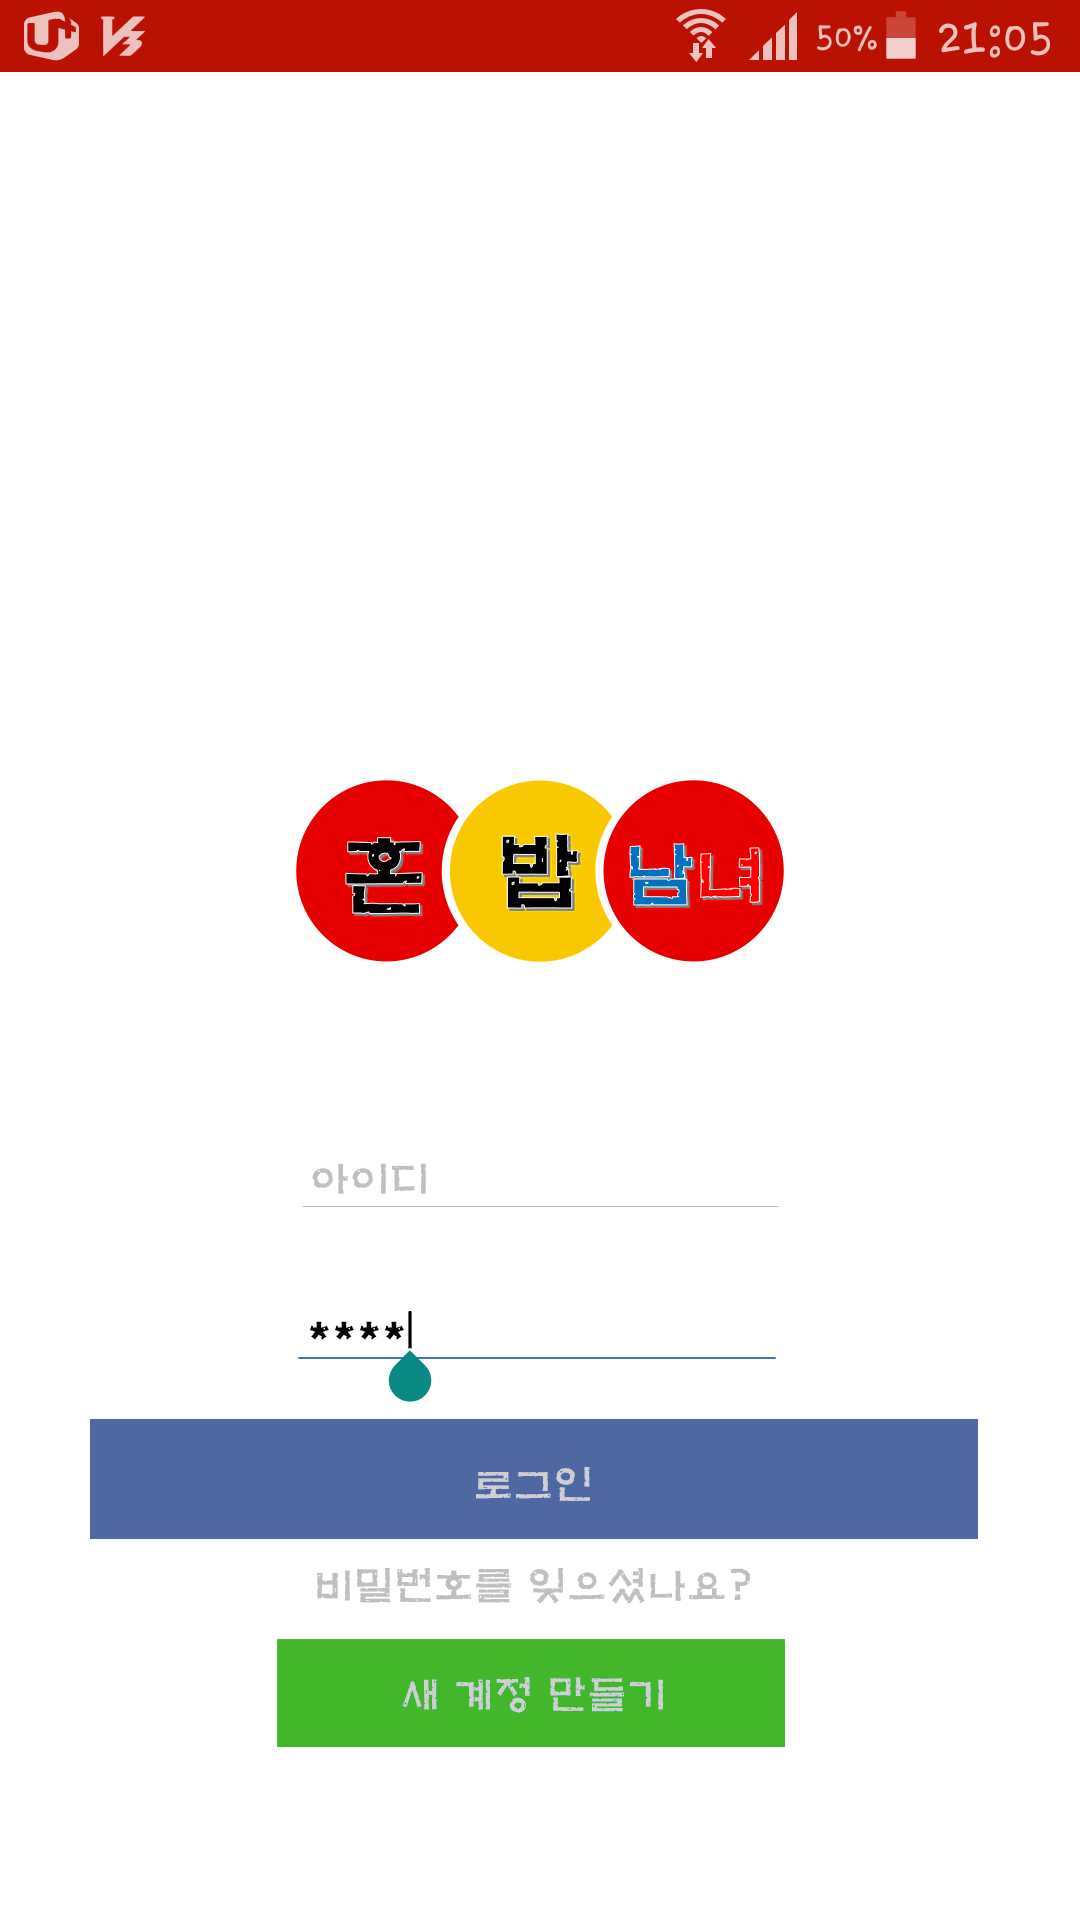 U+ V3 50% 21:05
혼 밥 남녀
아이디
****
로그인
비밀번호를 잊으셨나요?
새 계정 만들기